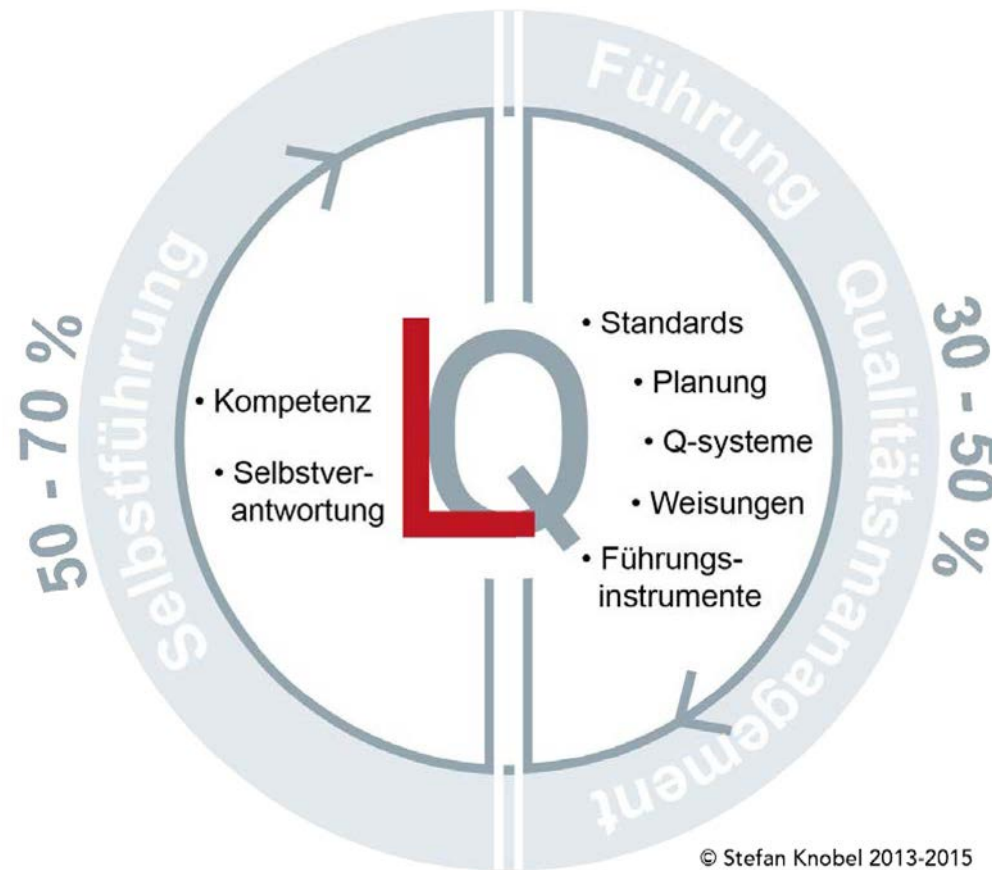 50 - 70 %
Selbstführung
• Kompetenz
• Selbstver-
antwortung
LQ
Führung
Qualitätsmanagement
30 - 50 %
• Standards
• Planung
• Q-systeme
• Weisungen
• Führungs-
instrumente
© Stefan Knobel 2013-2015